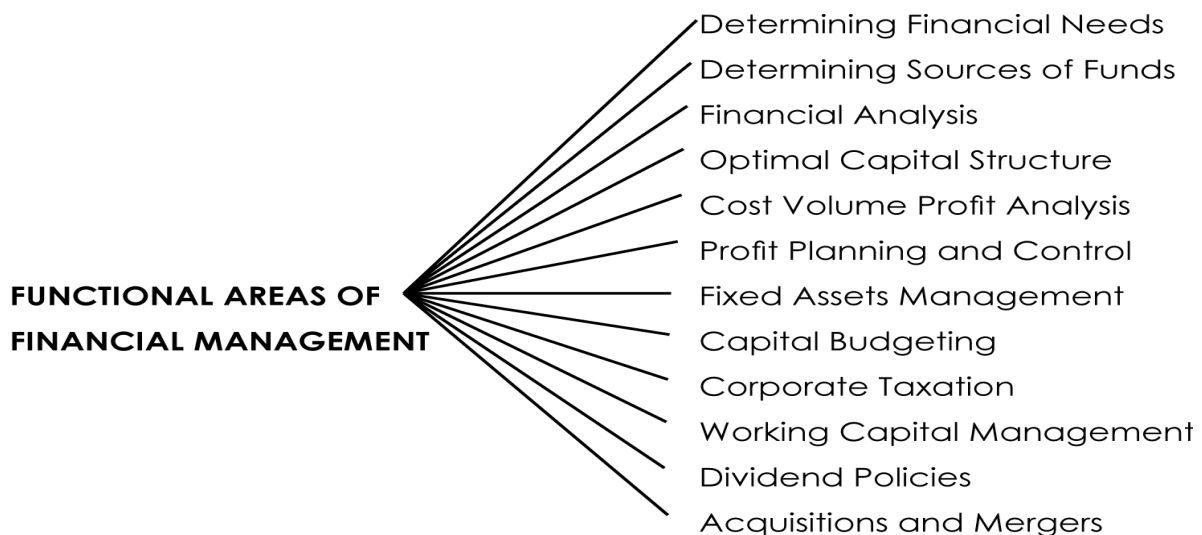 FUNCTIONAL AREAS OF
FINANCIAL MANAGEMENT
Determining Financial Needs
Determining Sources of Funds
Financial Analysis
Optimal Capital Structure
Cost Volume Profit Analysis
Profit Planning and Control
Fixed Assets Management
Capital Budgeting
Corporate Taxation
Working Capital Management
Dividend Policies
Acquisitions and Mergers